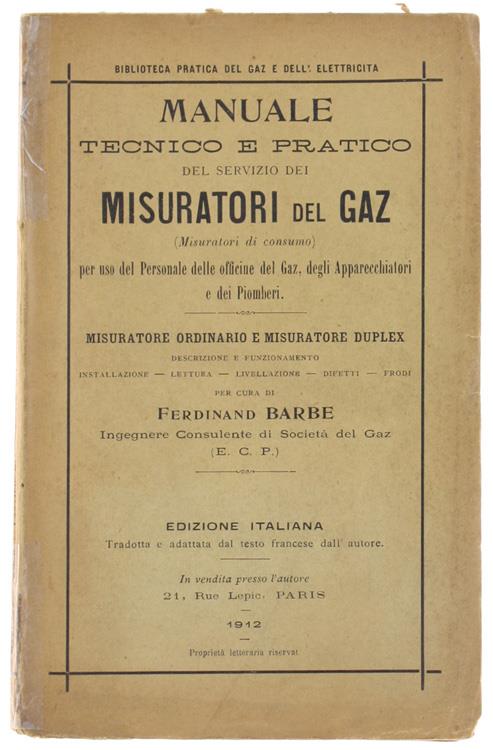 BIBLIOTECA PRATICA DEL GAZ E DELL' ELETTRICITA
MANUALE
TECNICO E PRATICO
DEL SERVIZIO DEI
MISURATORI DEL GAZ
(Misuratori di consumo)
per uso del Personale delle officine del Gaz, degli Apparecchiatori
e dei Piomberi.
MISURATORE ORDINARIO E MISURATORE DUPLEX
DESCRIZIONE E FUNZIONAMENTO
INSTALLAZIONE — LETTURA — LIVELLAZIONE — DIFETTI — FRODI
PER CURA DI
FERDINAND BARBE
Ingegnere Consulente di Società del Gaz
(E. C. P.)
EDIZIONE ITALIANA
Tradotta e adattata dal testo francese dall' autore.
In vendita presso l'autore
21, Rue Lepic, PARIS
1912
Proprietà letteraria riservat